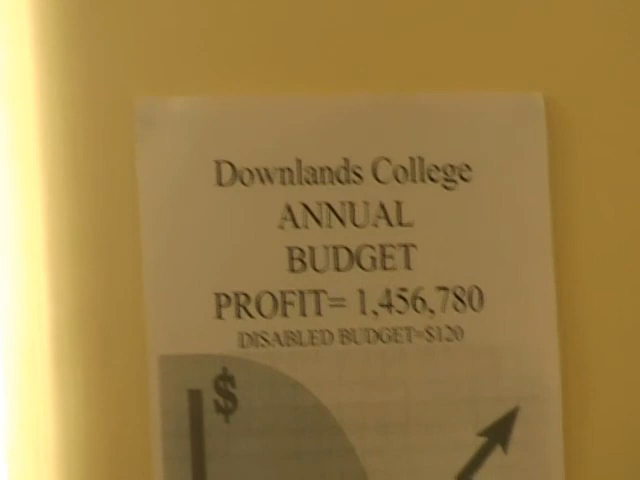 Downlands College
ANNUAL
BUDGET
PROFIT= 1,456,780
DISABLED BUDGET=$120
$